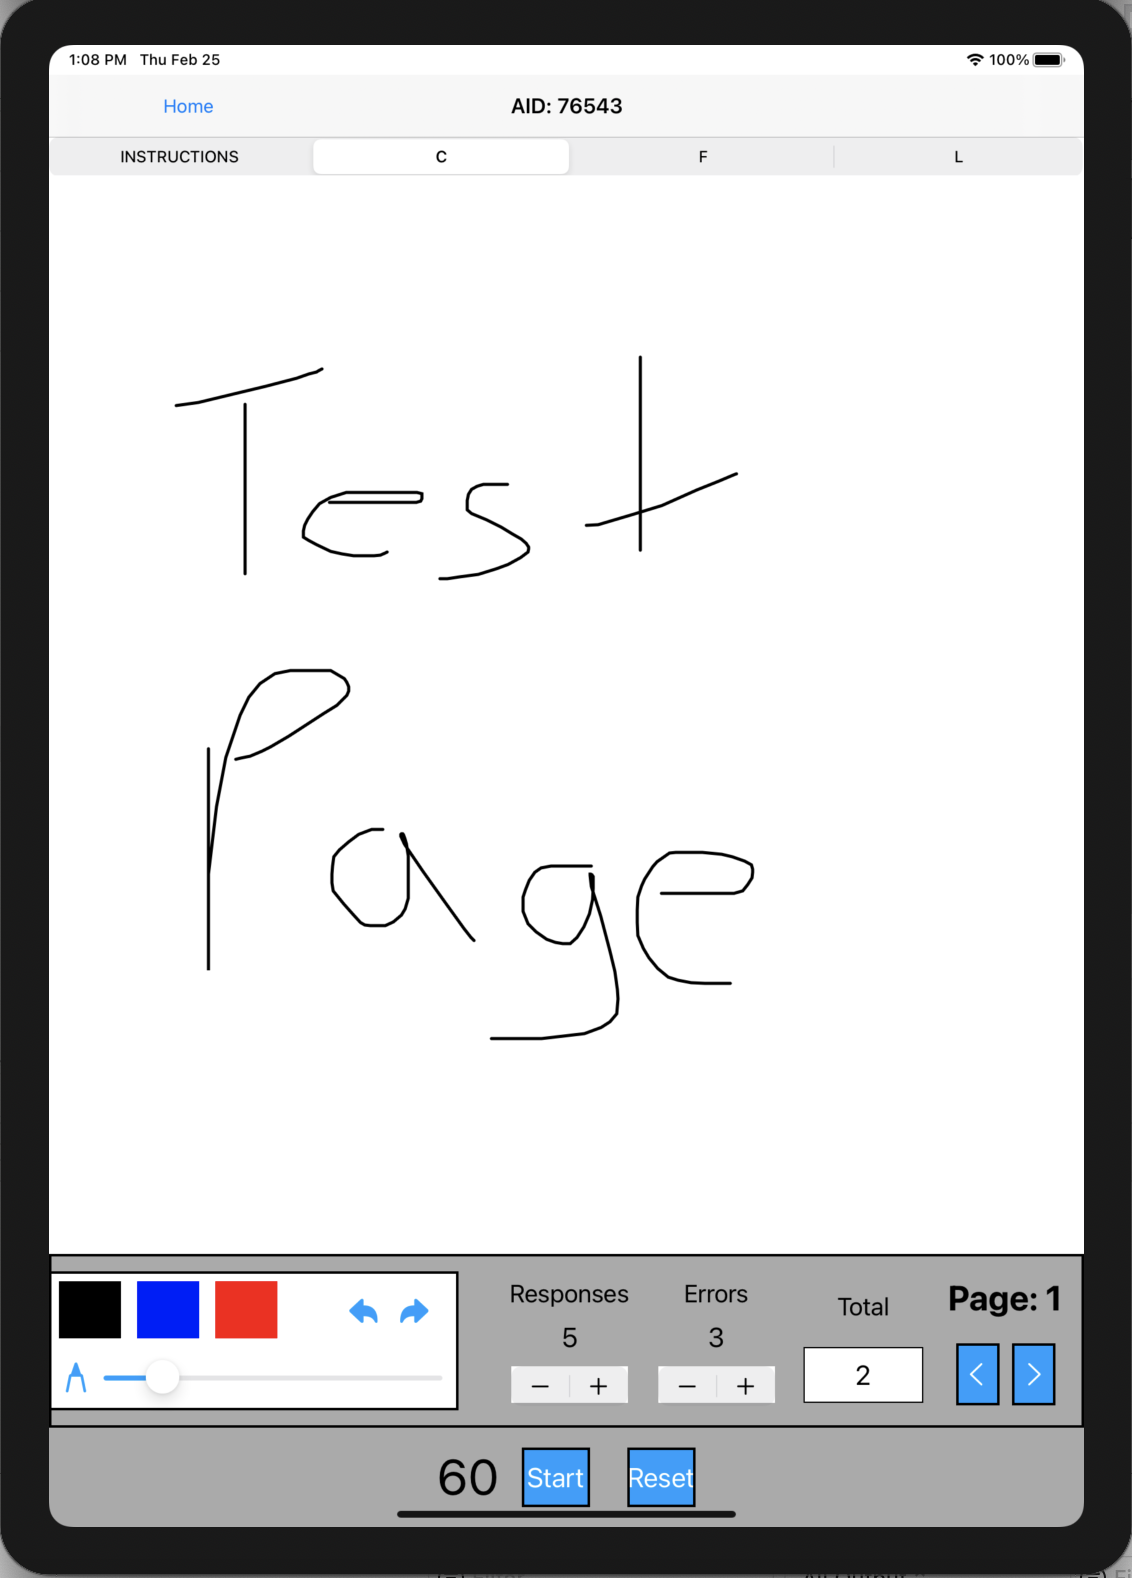 1:08 PM Thu Feb 25 100%
Home AID: 76543
INSTRUCTIONS C F L
Test
Page
Responses Errors Total Page: 1
5 3
− + − + 2 < >
60 Start Reset